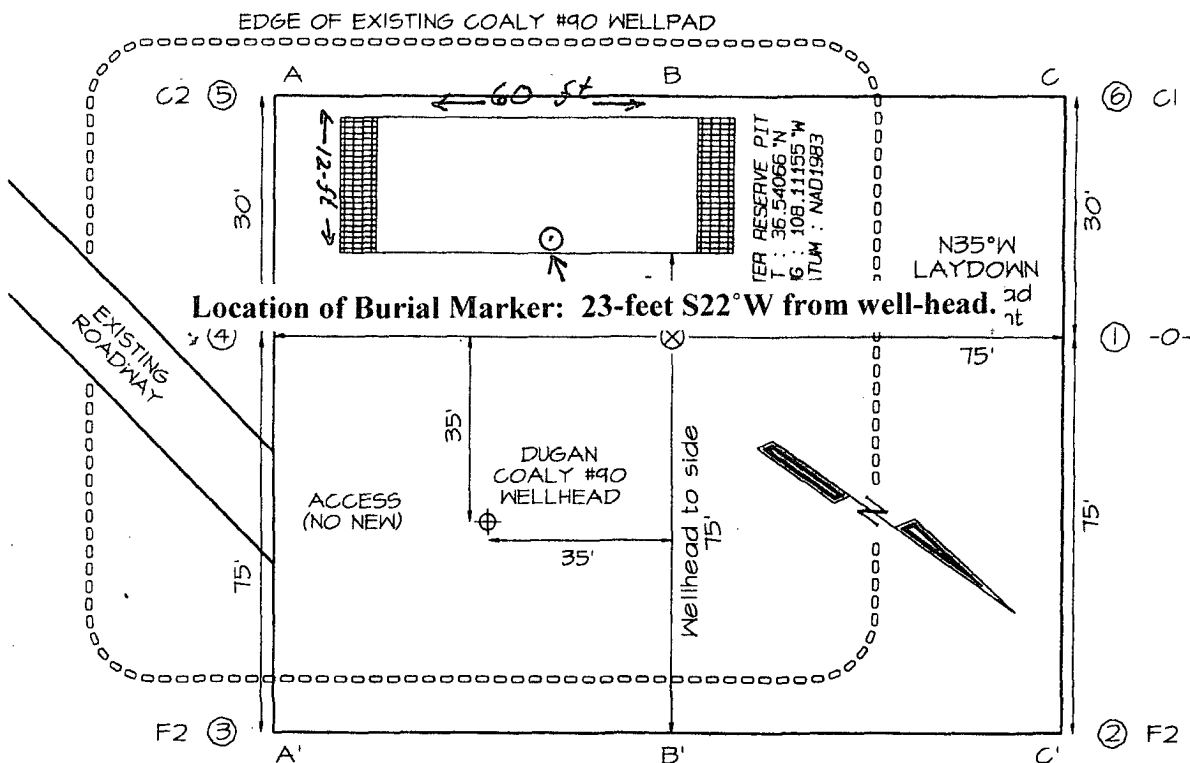 EDGE OF EXISTING COALY #90 WELLPAD
A
B
C
C2 ⑤
⑥ C1
60 ft
12-ft
30'
30'
TER RESERVE PIT
T : 36.54066°N
G : 108.11155°W
TUM : NAD1983
N35°W
LAYDOWN
Location of Burial Marker: 23-feet S22°W from well-head.
ad
nt
④
75'
① -0-
EXISTING
ROADWAY
35'
DUGAN
COALY #90
WELLHEAD
ACCESS
(NO NEW)
35'
Wellhead to side
75'
N
75'
75'
F2 ③
② F2
A'
B'
C'